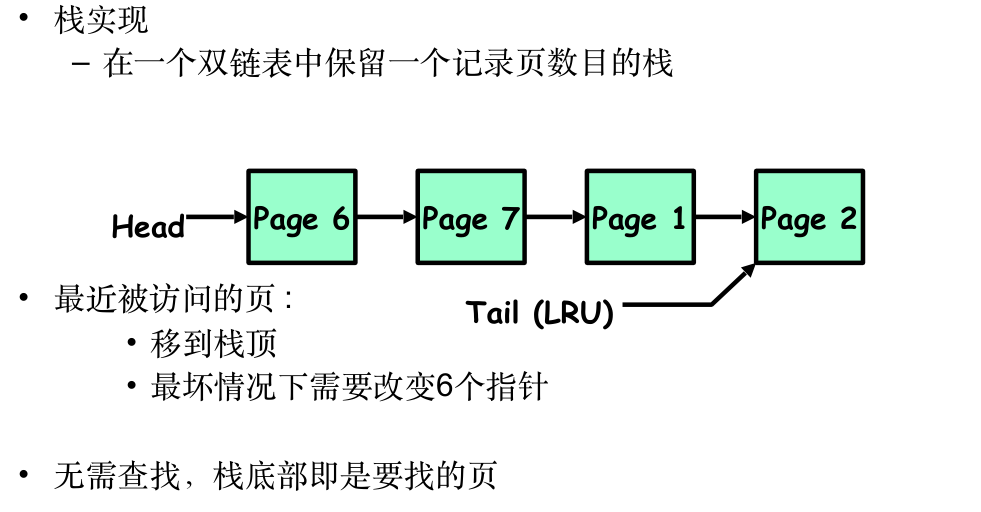 • 栈实现
– 在一个双链表中保留一个记录页数目的栈
Head Page 6 Page 7 Page 1 Page 2
• 最近被访问的页:
Tail (LRU)
• 移到栈顶
• 最坏情况下需要改变6个指针
• 无需查找，栈底部即是要找的页